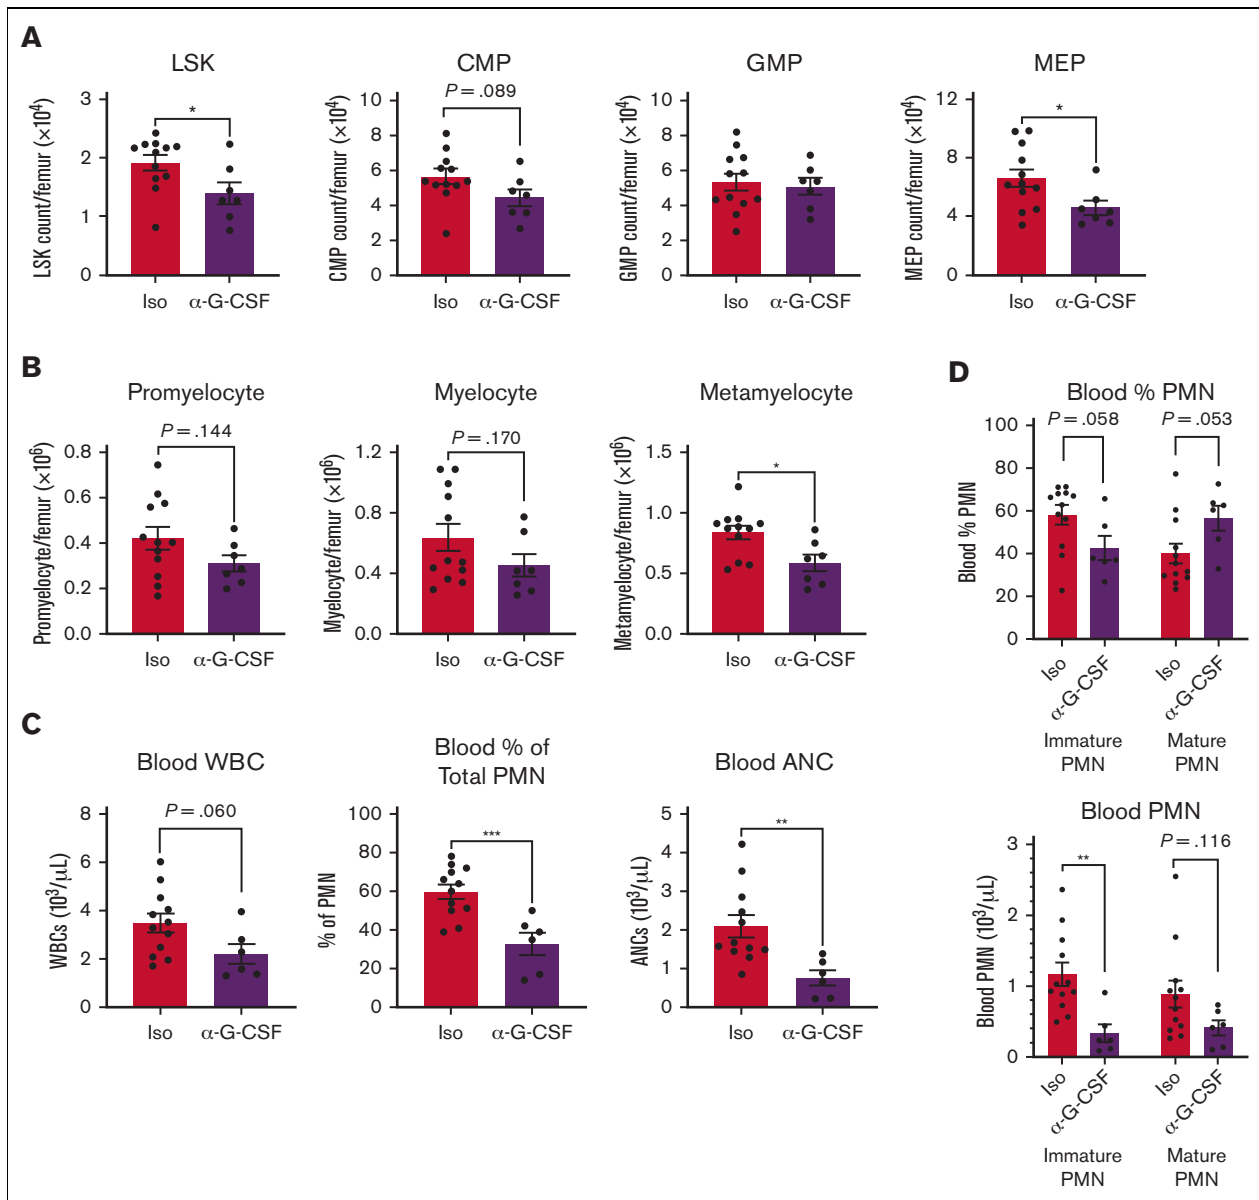 A
LSK
LSK count/femur (×10⁴)
3
2
1
0
*
Iso
α-G-CSF
CMP
CMP count/femur (×10⁴)
10
8
6
4
2
0
P = .089
Iso
α-G-CSF
GMP
GMP count/femur (×10⁴)
10
8
6
4
2
0
Iso
α-G-CSF
MEP
MEP count/femur (×10⁴)
12
8
4
0
*
Iso
α-G-CSF
B
Promyelocyte
Promyelocyte/femur (×10⁶)
0.8
0.6
0.4
0.2
0.0
P = .144
Iso
α-G-CSF
Myelocyte
Myelocyte/femur (×10⁶)
1.2
0.8
0.4
0.0
P = .170
Iso
α-G-CSF
Metamyelocyte
Metamyelocyte/femur (×10⁶)
1.5
1.0
0.5
0.0
*
Iso
α-G-CSF
C
Blood WBC
WBCs (10³/μL)
8
6
4
2
0
P = .060
Iso
α-G-CSF
Blood % of
Total PMN
% of PMN
100
80
60
40
20
0
***
Iso
α-G-CSF
Blood ANC
ANCs (10³/μL)
5
4
3
2
1
0
**
Iso
α-G-CSF
D
Blood % PMN
Blood % PMN
100
80
60
40
20
0
P = .058
P = .053
Iso
α-G-CSF
Iso
α-G-CSF
Immature
PMN
Mature
PMN
Blood PMN
Blood PMN (10³/μL)
3
2
1
0
**
P = .116
Iso
α-G-CSF
Iso
α-G-CSF
Immature
PMN
Mature
PMN